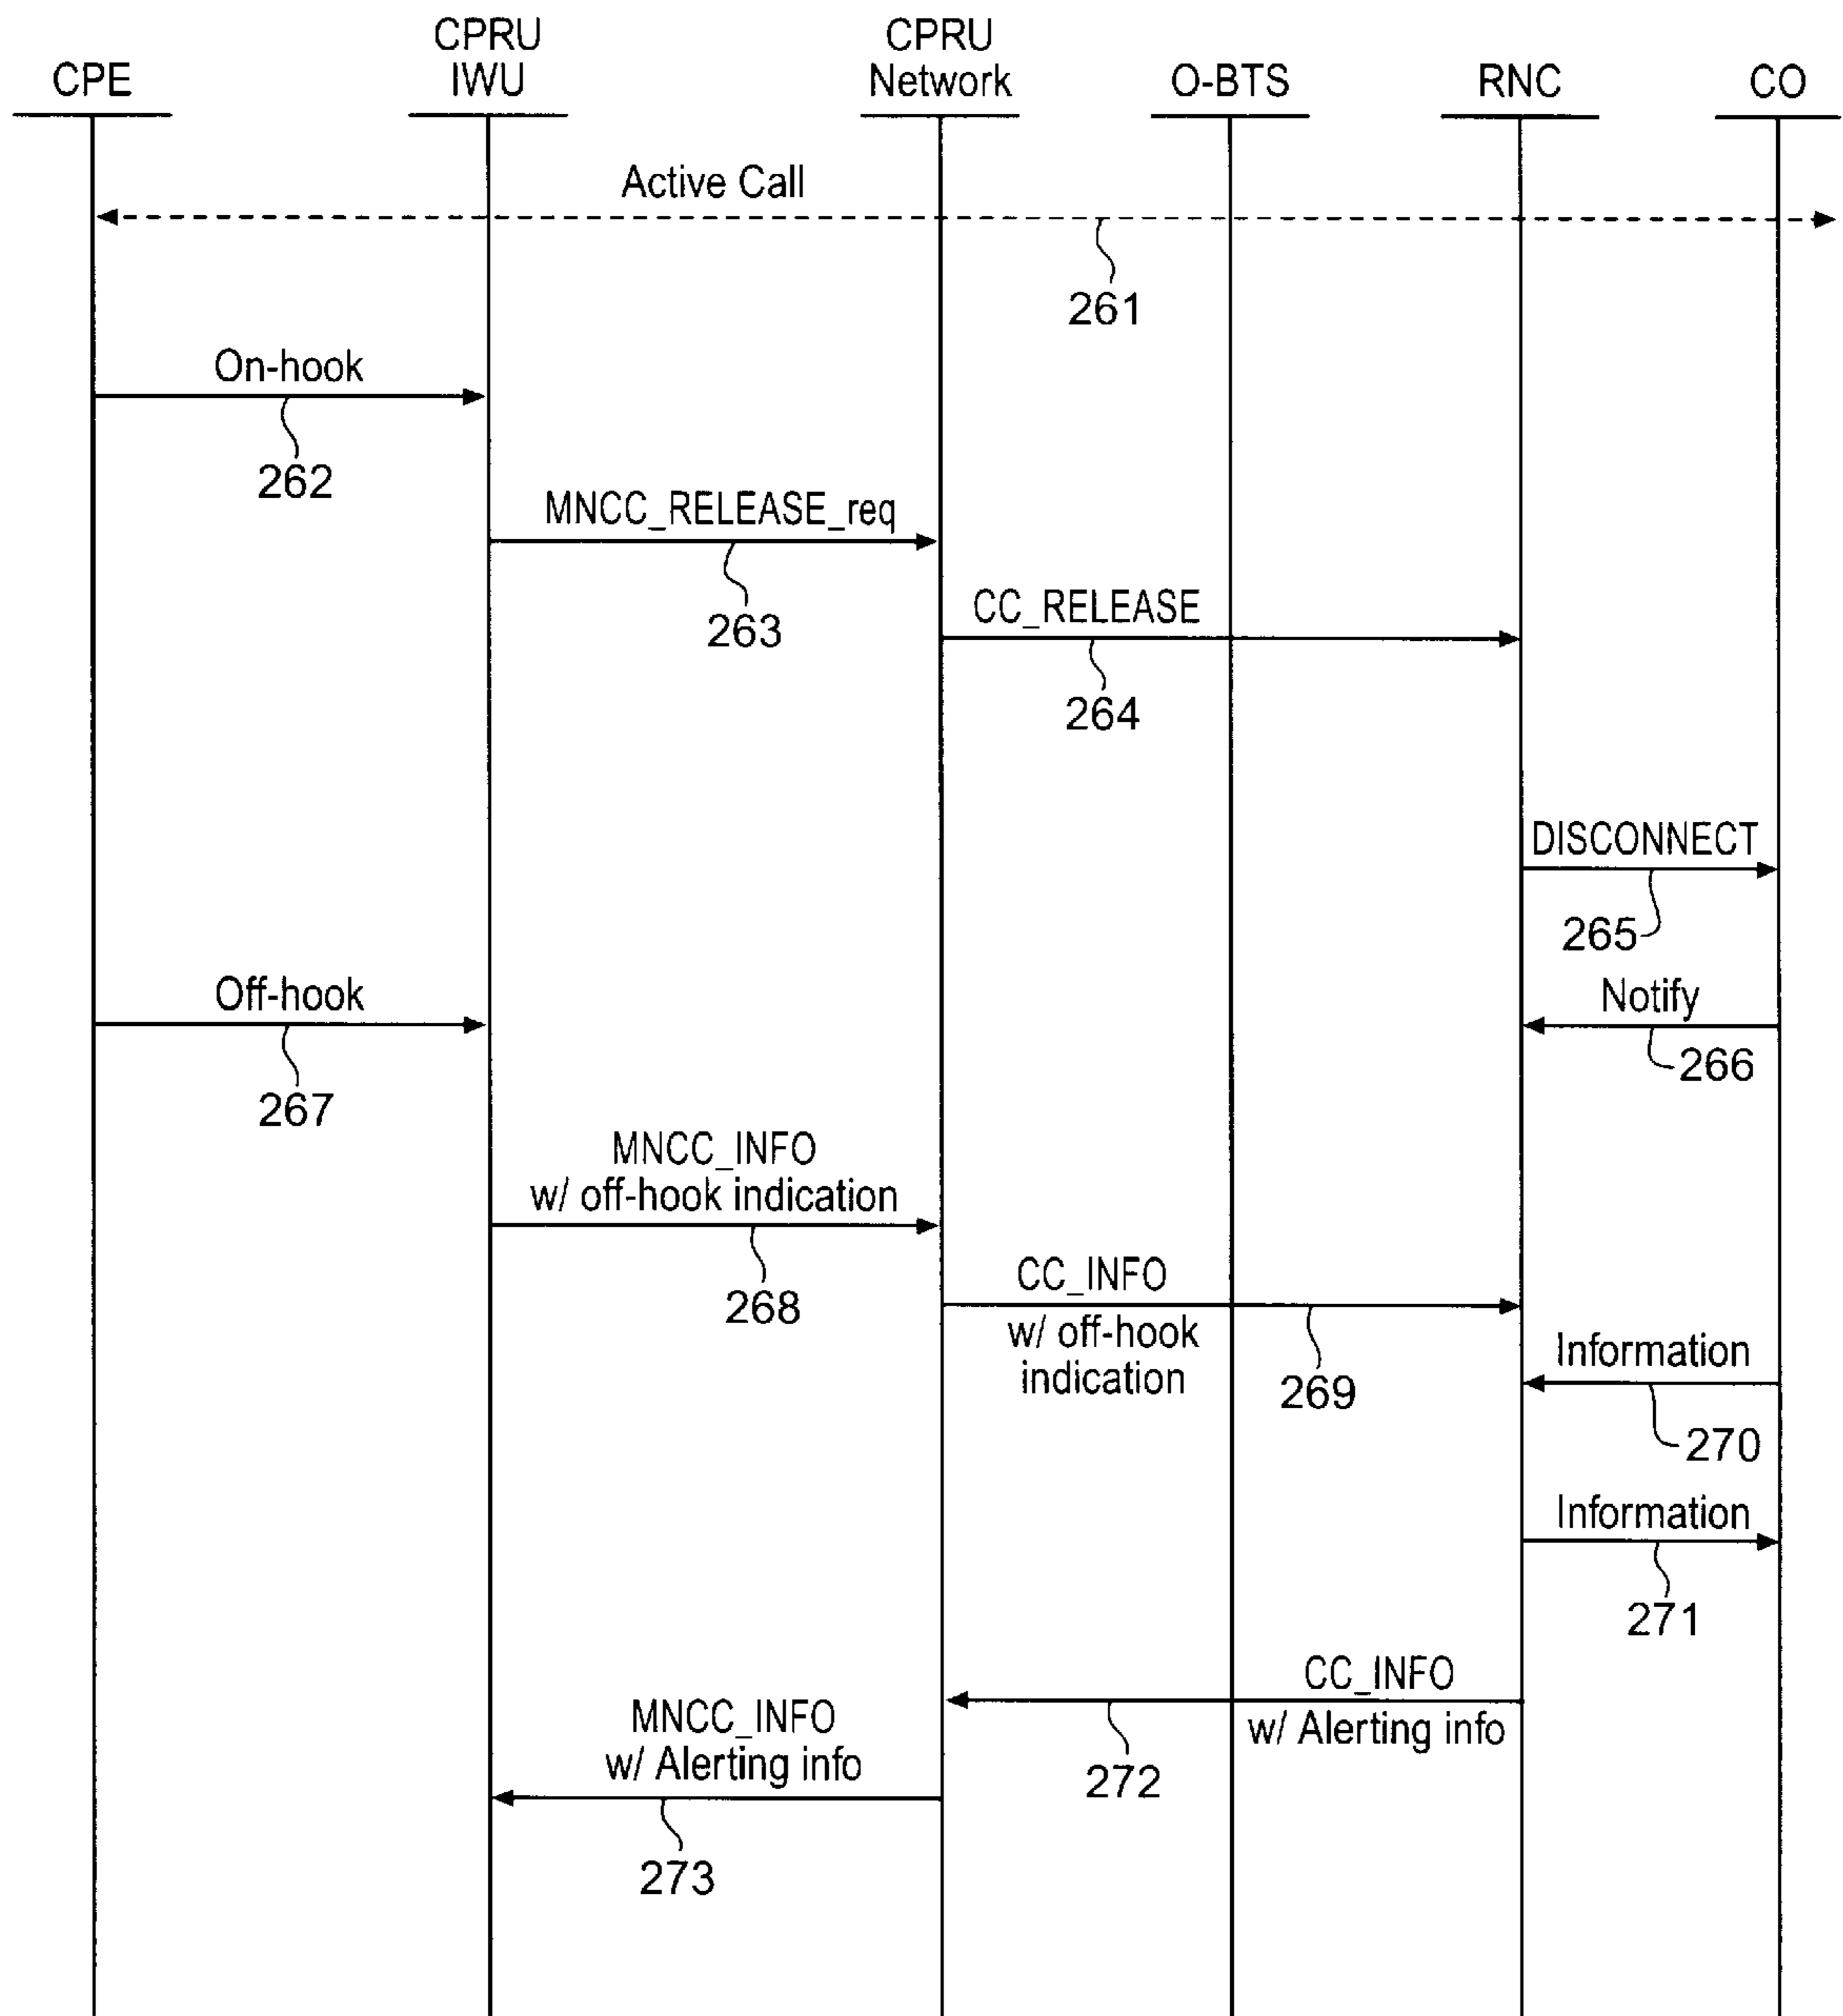 CPE
CPRU
IWU
CPRU
Network
O-BTS
RNC
CO
Active Call
261
On-hook
262
MNCC_RELEASE_req
263
CC_RELEASE
264
DISCONNECT
265
Notify
266
Off-hook
267
MNCC_INFO
w/ off-hook indication
268
CC_INFO
w/ off-hook
indication
269
Information
270
Information
271
CC_INFO
w/ Alerting info
272
MNCC_INFO
w/ Alerting info
273